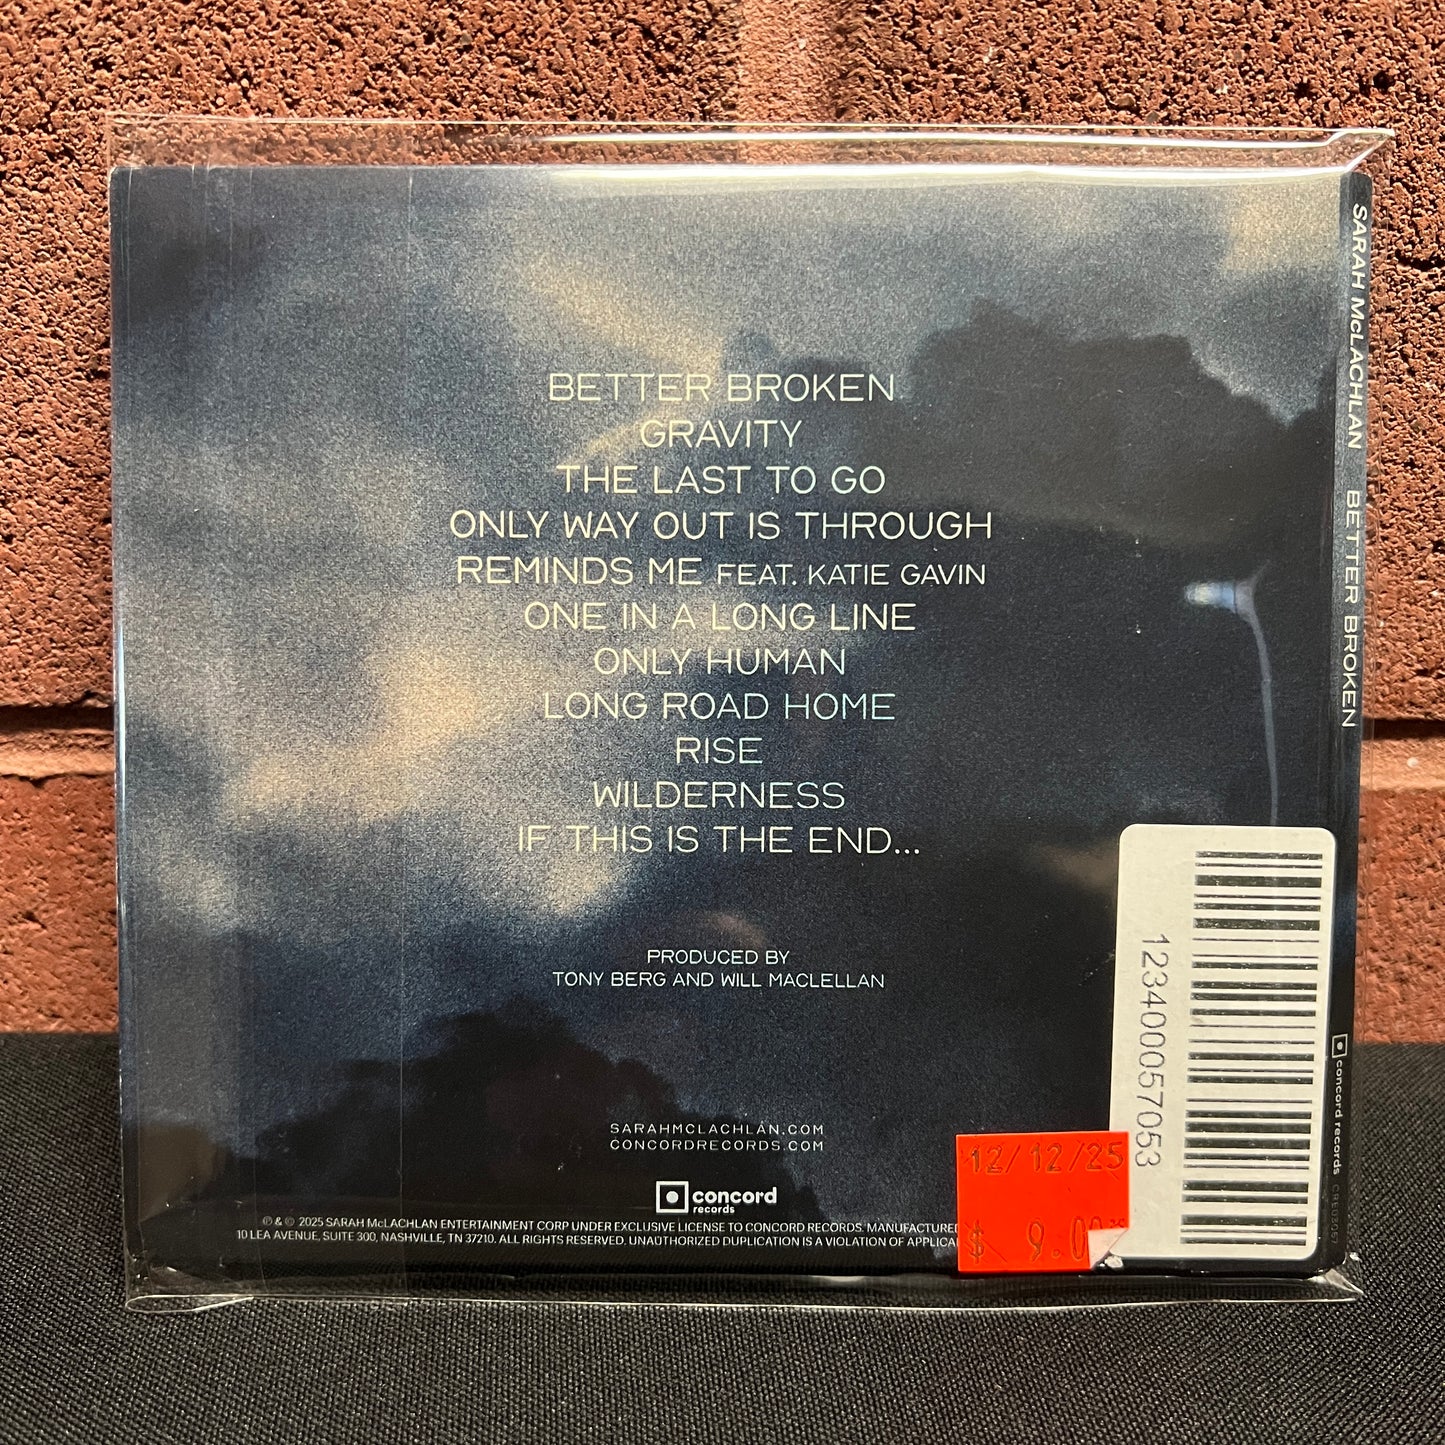 BETTER BROKEN
GRAVITY
THE LAST TO GO
ONLY WAY OUT IS THROUGH
REMINDS ME FEAT. KATIE GAVIN
ONE IN A LONG LINE
ONLY HUMAN
LONG ROAD HOME
RISE
WILDERNESS
IF THIS IS THE END...
PRODUCED BY
TONY BERG AND WILL MACLELLAN
SARAHMCLACHLAN.COM
CONCORDRECORDS.COM
concord
records
℗ & © 2025 SARAH McLACHLAN ENTERTAINMENT CORP UNDER EXCLUSIVE LICENSE TO CONCORD RECORDS. MANUFACTURED
10 LEA AVENUE, SUITE 300, NASHVILLE, TN 37210. ALL RIGHTS RESERVED. UNAUTHORIZED DUPLICATION IS A VIOLATION OF
12/12/25
$ 9.00
123400057053
SARAH McLACHLAN BETTER BROKEN
concord records